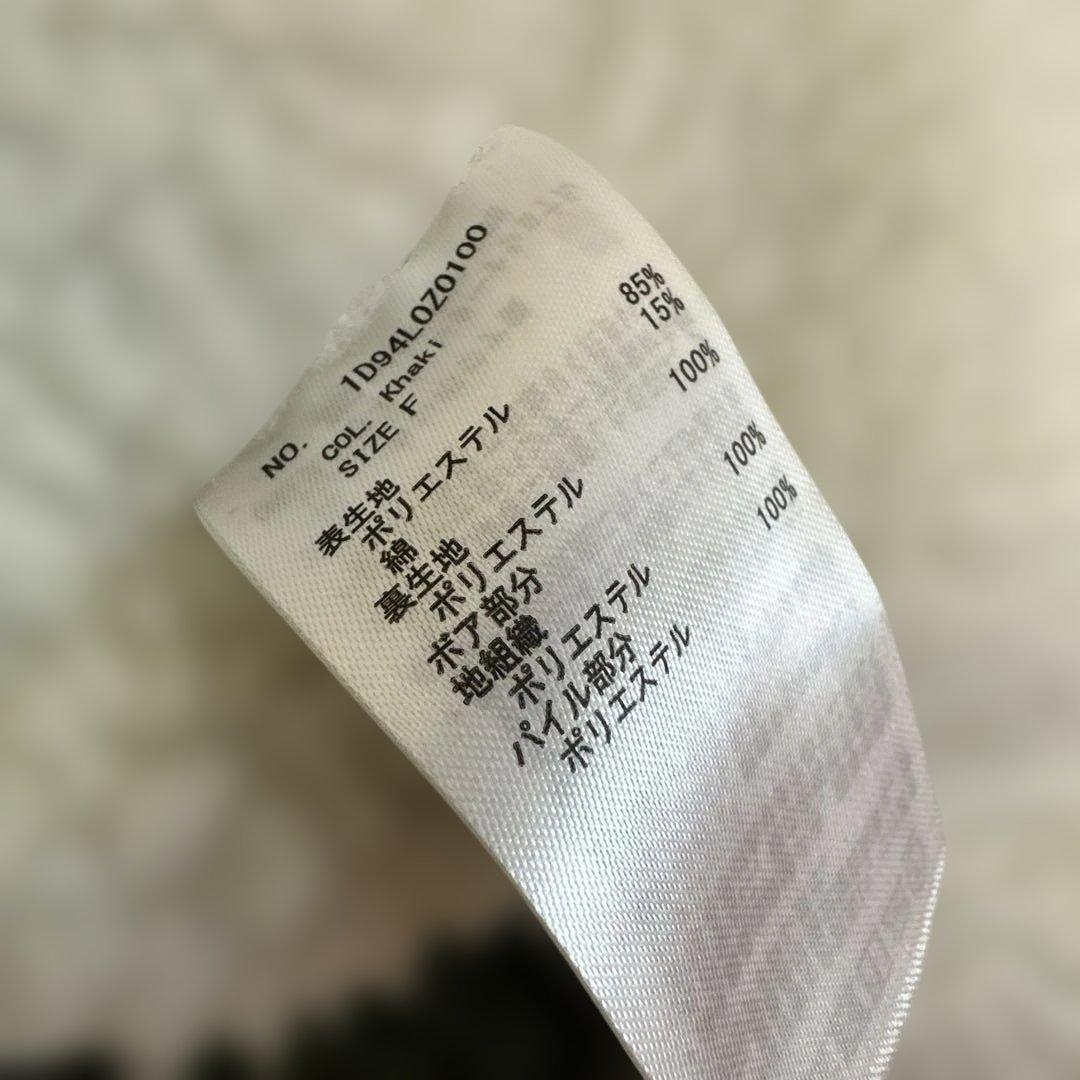 NO. 1D94L0Z0100
COL. Khaki
SIZE F
表生地
ポリエステル 85%
綿 15%
裏生地
ポリエステル 100%
ボア部分
地組織
ポリエステル 100%
パイル部分
ポリエステル 100%